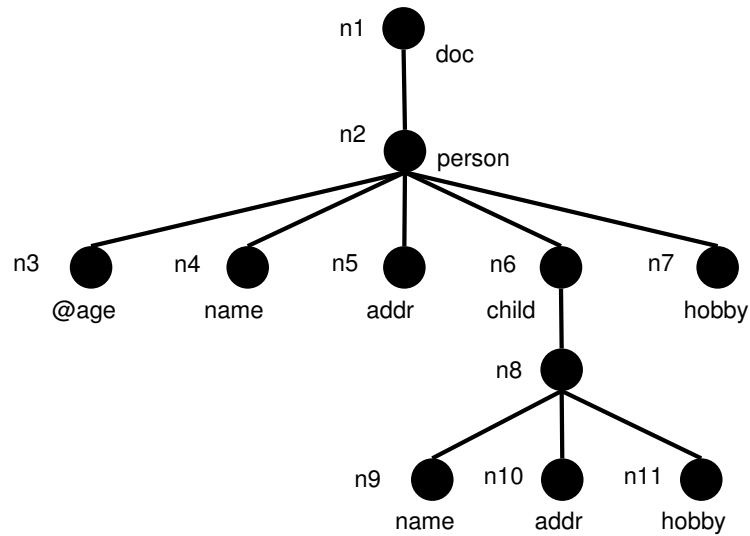 n1
doc
n2
person
n3 n4 n5 n6 n7
@age name addr child hobby
n8
n9 n10 n11
name addr hobby